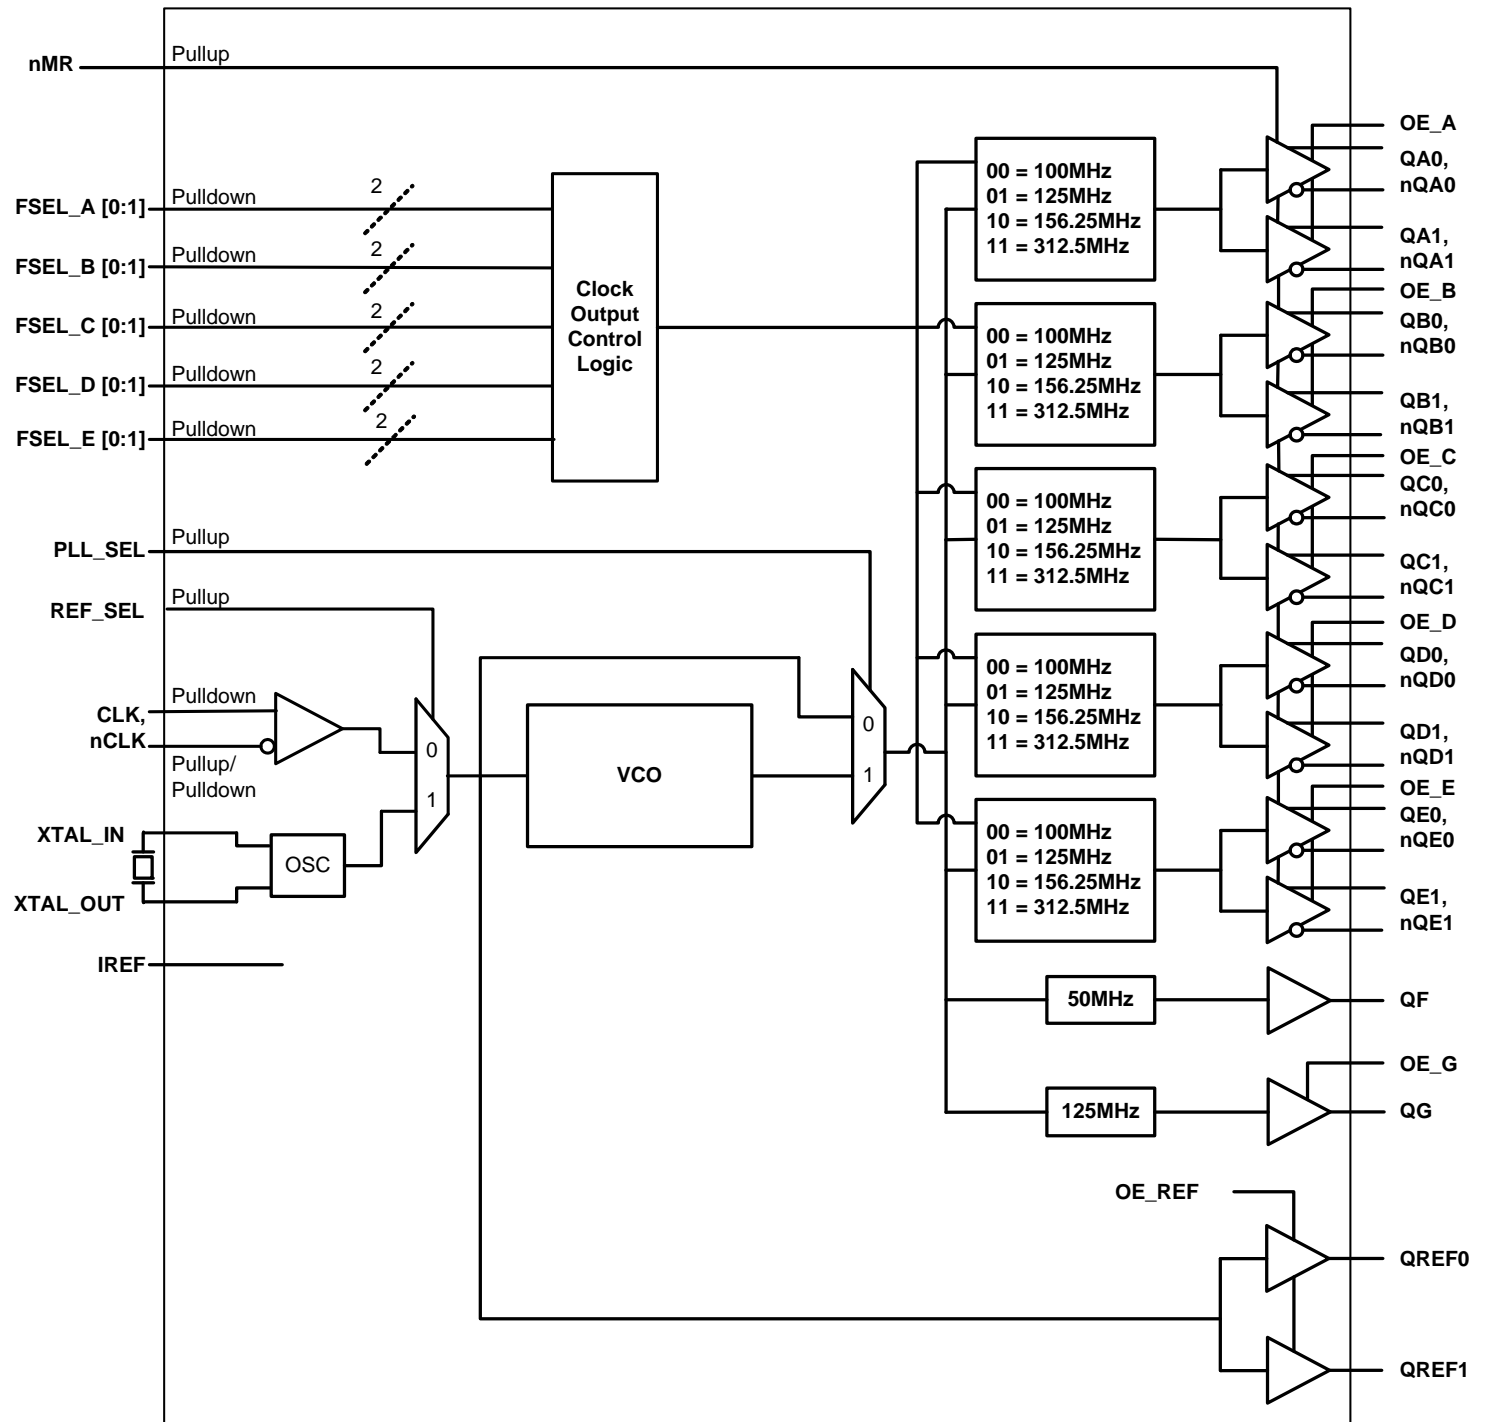 nMR
Pullup
FSEL_A [0:1]
Pulldown
2
FSEL_B [0:1]
Pulldown
2
FSEL_C [0:1]
Pulldown
2
FSEL_D [0:1]
Pulldown
2
FSEL_E [0:1]
Pulldown
2
Clock
Output
Control
Logic
PLL_SEL
Pullup
REF_SEL
Pullup
CLK,
nCLK
Pulldown
Pullup/
Pulldown
XTAL_IN
XTAL_OUT
OSC
IREF
0
1
VCO
0
1
00 = 100MHz
01 = 125MHz
10 = 156.25MHz
11 = 312.5MHz
00 = 100MHz
01 = 125MHz
10 = 156.25MHz
11 = 312.5MHz
00 = 100MHz
01 = 125MHz
10 = 156.25MHz
11 = 312.5MHz
00 = 100MHz
01 = 125MHz
10 = 156.25MHz
11 = 312.5MHz
00 = 100MHz
01 = 125MHz
10 = 156.25MHz
11 = 312.5MHz
50MHz
125MHz
OE_A
QA0,
nQA0
QA1,
nQA1
OE_B
QB0,
nQB0
QB1,
nQB1
OE_C
QC0,
nQC0
QC1,
nQC1
OE_D
QD0,
nQD0
QD1,
nQD1
OE_E
QE0,
nQE0
QE1,
nQE1
QF
OE_G
QG
OE_REF
QREF0
QREF1